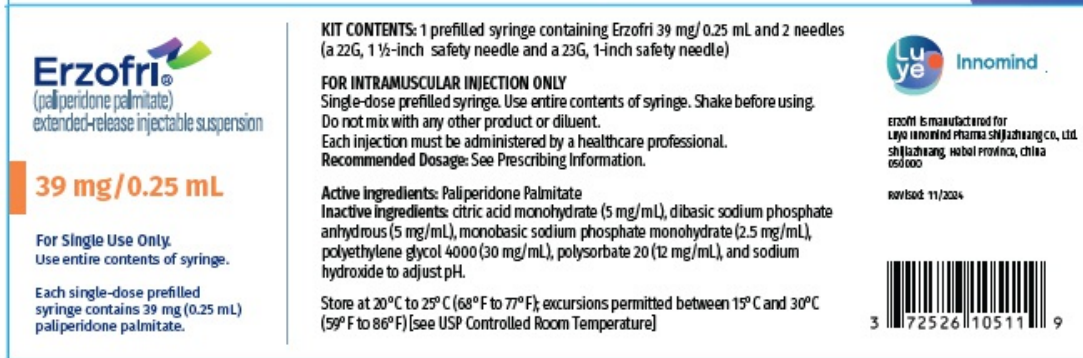 Erzofri®
(paliperidone palmitate)
extended-release injectable suspension
39 mg/0.25 mL
For Single Use Only.
Use entire contents of syringe.
Each single-dose prefilled
syringe contains 39 mg (0.25 mL)
paliperidone palmitate.
KIT CONTENTS: 1 prefilled syringe containing Erzofri 39 mg/0.25 mL and 2 needles
(a 22G, 1 ½-inch safety needle and a 23G, 1-inch safety needle)
FOR INTRAMUSCULAR INJECTION ONLY
Single-dose prefilled syringe. Use entire contents of syringe. Shake before using.
Do not mix with any other product or diluent.
Each injection must be administered by a healthcare professional.
Recommended Dosage: See Prescribing Information.
Active ingredients: Paliperidone Palmitate
Inactive ingredients: citric acid monohydrate (5 mg/mL), dibasic sodium phosphate
anhydrous (5 mg/mL), monobasic sodium phosphate monohydrate (2.5 mg/mL),
polyethylene glycol 4000 (30 mg/mL), polysorbate 20 (12 mg/mL), and sodium
hydroxide to adjust pH.
Store at 20°C to 25°C (68°F to 77°F); excursions permitted between 15°C and 30°C
(59°F to 86°F) [see USP Controlled Room Temperature]
Lu
ye
Innomind
Erzofri is manufactured for
Luye Innomind Pharma Shijiazhuang Co., Ltd.
Shijiazhuang, Hebei Province, China
050000
Revised: 11/2024
3 72526 10511 9